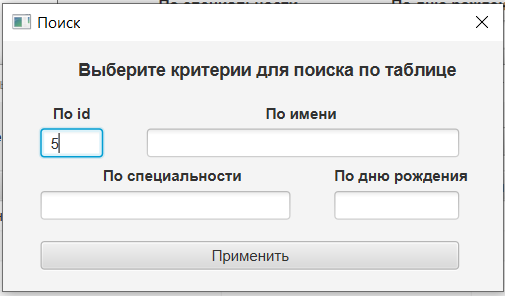 Поиск
Выберите критерии для поиска по таблице
По id По имени
5
По специальности По дню рождения
Применить